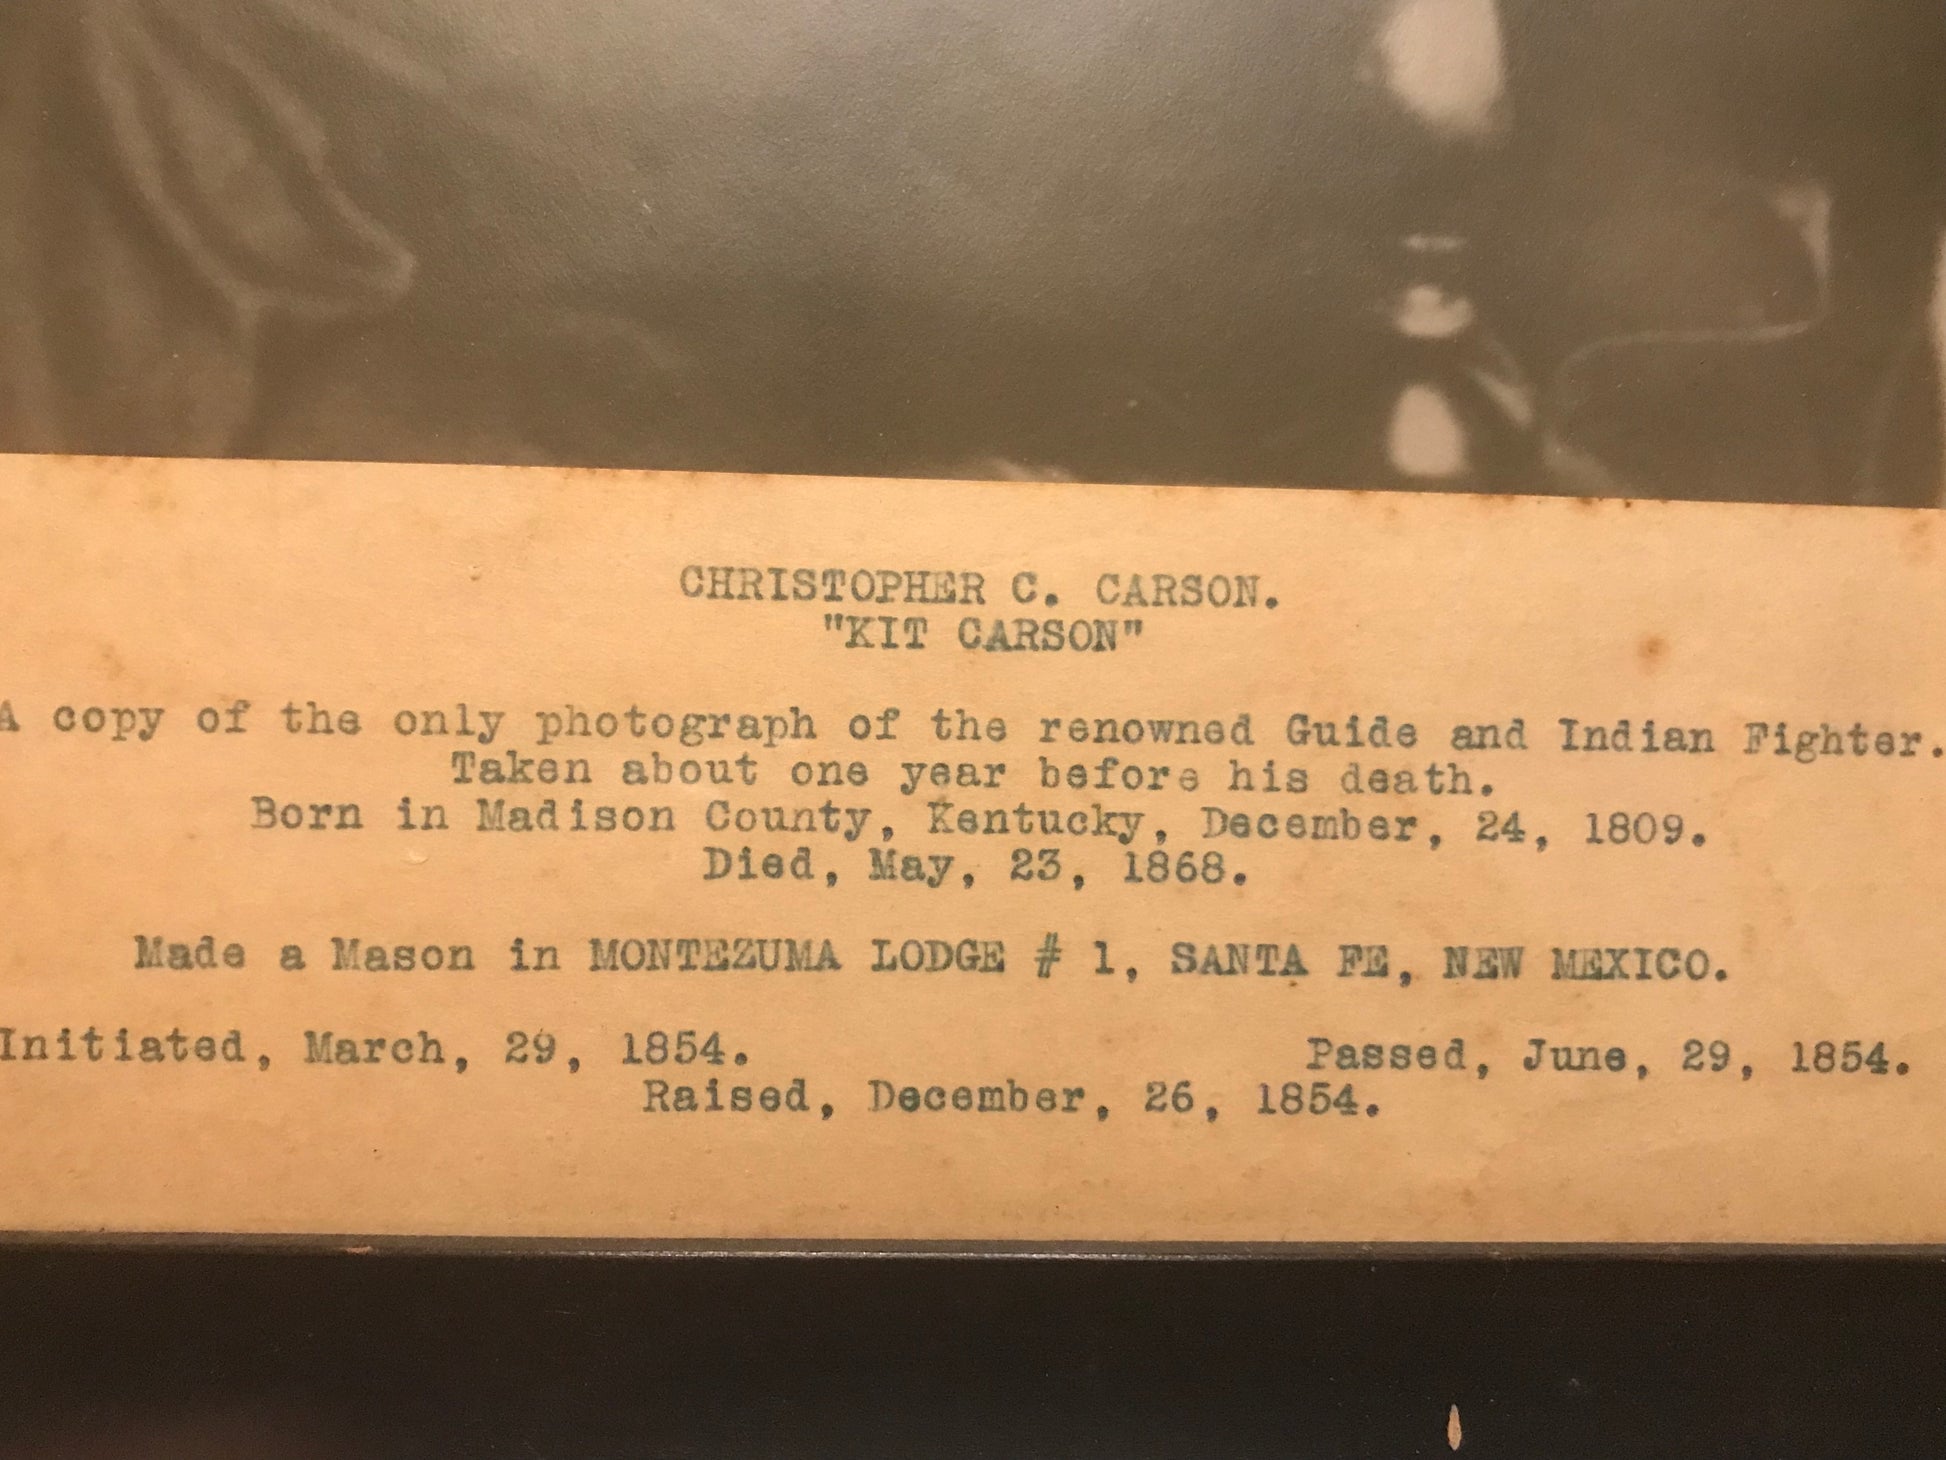 CHRISTOPHER C. CARSON.
"KIT CARSON"
A copy of the only photograph of the renowned Guide and Indian Fighter.
Taken about one year before his death.
Born in Madison County, Kentucky, December, 24, 1809.
Died, May, 23, 1868.
Made a Mason in MONTEZUMA LODGE # 1, SANTA FE, NEW MEXICO.
Initiated, March, 29, 1854. Passed, June, 29, 1854.
Raised, December, 26, 1854.